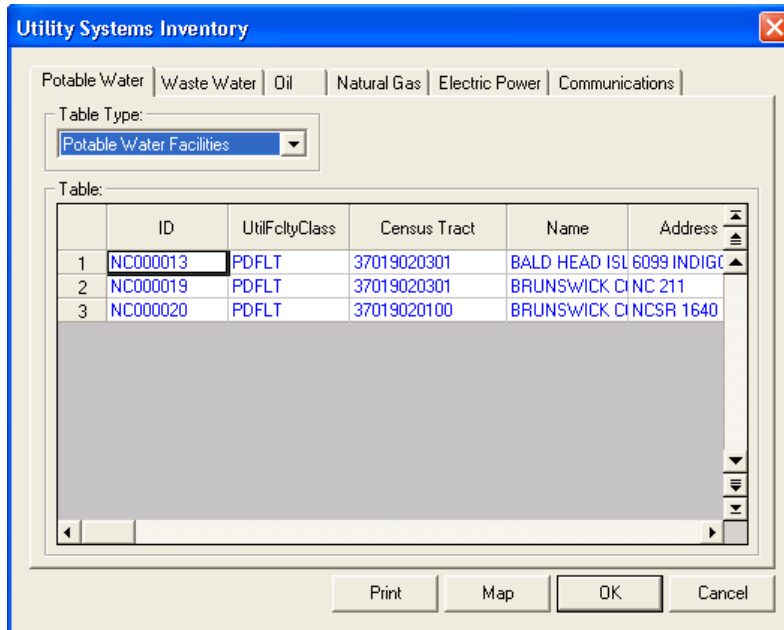 Utility Systems Inventory
Potable Water Waste Water Oil Natural Gas Electric Power Communications
Table Type:
Potable Water Facilities
Table:
ID UtilFcltyClass Census Tract Name Address
1 NC000013 PDFLT 37019020301 BALD HEAD ISL 6099 INDIGO
2 NC000019 PDFLT 37019020301 BRUNSWICK CO NC 211
3 NC000020 PDFLT 37019020100 BRUNSWICK CO NCSR 1640
Print Map OK Cancel